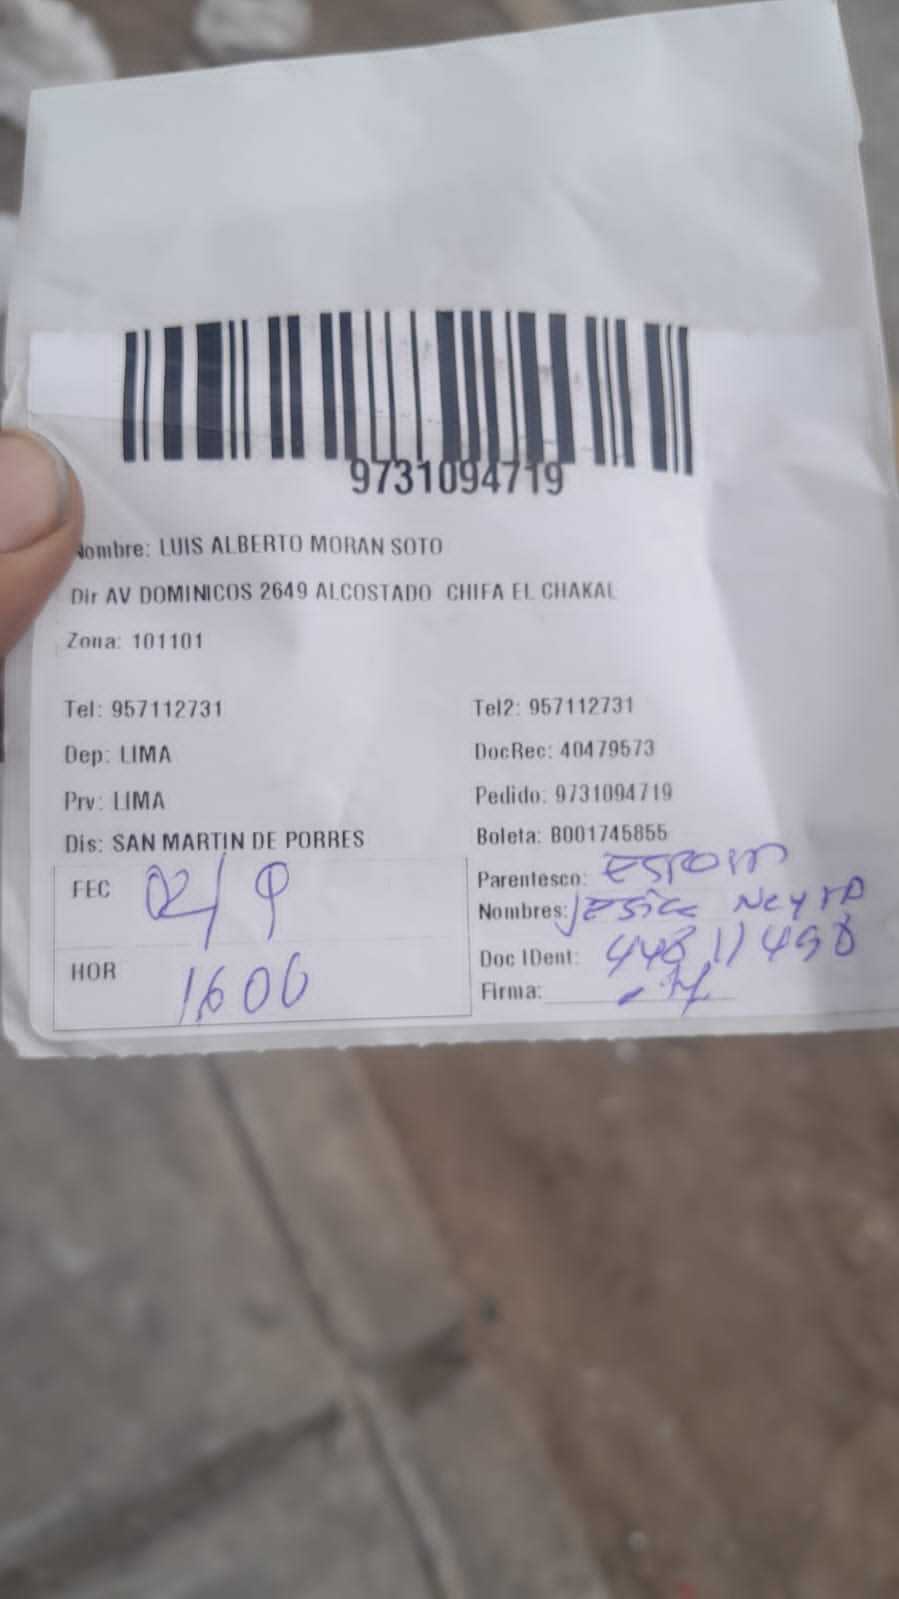 9731094719
Nombre: LUIS ALBERTO MORAN SOTO
Dir AV DOMINICOS 2649 ALCOSTADO CHIFA EL CHAKAL
Zona: 101101
Tel: 957112731 Tel2: 957112731
Dep: LIMA DocRec: 40479573
Prv: LIMA Pedido: 9731094719
Dis: SAN MARTIN DE PORRES Boleta: B001745855
FEC 02/9 Parentesco:
Nombres: JESICA NEYRA
HOR 1600 Doc IDent: 44811498
Firma: